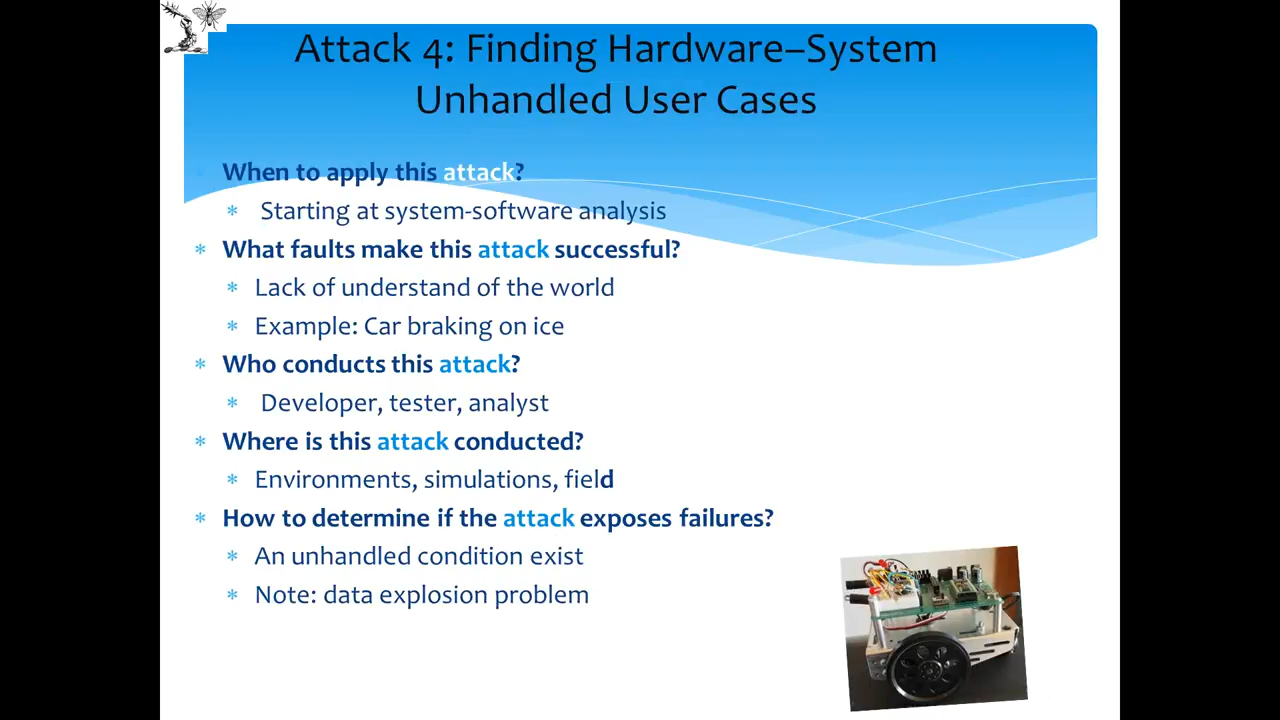 Attack 4: Finding Hardware–System
Unhandled User Cases
When to apply this attack?
* Starting at system-software analysis
* What faults make this attack successful?
* Lack of understand of the world
* Example: Car braking on ice
* Who conducts this attack?
* Developer, tester, analyst
* Where is this attack conducted?
* Environments, simulations, field
* How to determine if the attack exposes failures?
* An unhandled condition exist
* Note: data explosion problem